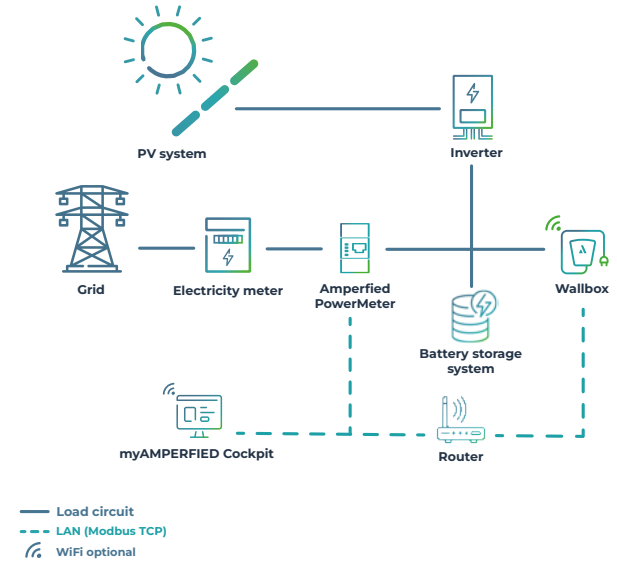 PV system
Inverter
Grid
Electricity meter
Amperfied
PowerMeter
Wallbox
Battery storage
system
myAMPERFIED Cockpit
Router
Load circuit
LAN (Modbus TCP)
WiFi optional